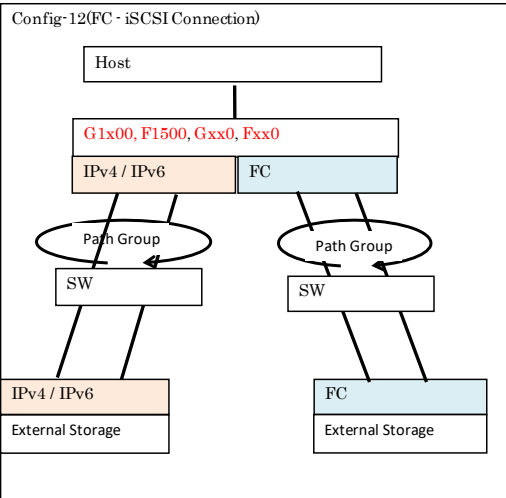 Config-12(FC - iSCSI Connection)
Host
G1x00, F1500, Gxx0, Fxx0
IPv4 / IPv6
FC
Path Group
Path Group
SW
SW
IPv4 / IPv6
FC
External Storage
External Storage